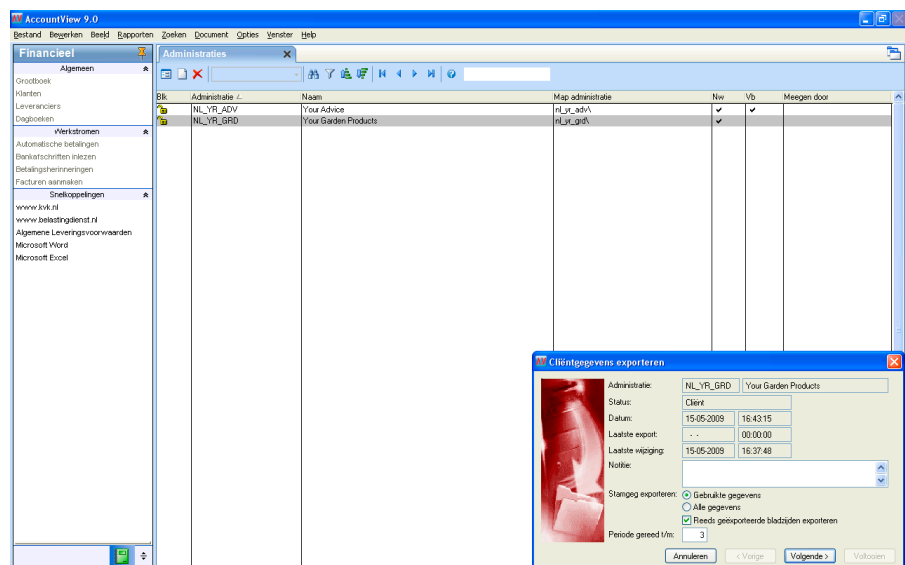 AccountView 9.0
Bestand Bewerken Beeld Rapporten Zoeken Document Opties Venster Help
Financieel
Administraties
Algemeen
Grootboek
Klanten
Leveranciers
Dagboeken
Werkstromen
Automatische betalingen
Bankafschriften inlezen
Betalingsherinneringen
Facturen aanmaken
Snelkoppelingen
www.kvk.nl
www.belastingdienst.nl
Algemene Leveringsvoorwaarden
Microsoft Word
Microsoft Excel
Blk Administratie Naam Map administratie Nw Vb Meegen door
NL_YR_ADV Your Advice nl_yr_adv\
NL_YR_GRD Your Garden Products nl_yr_grd\
Cliëntgegevens exporteren
Administratie: NL_YR_GRD Your Garden Products
Status: Cliënt
Datum: 15-05-2009 16:43:15
Laatste export: - - 00:00:00
Laatste wijziging: 15-05-2009 16:37:48
Notitie:
Stamgeg exporteren: Gebruikte gegevens
Alle gegevens
Reeds geëxporteerde bladzijden exporteren
Periode gereed t/m: 3
Annuleren < Vorige Volgende > Voltooien